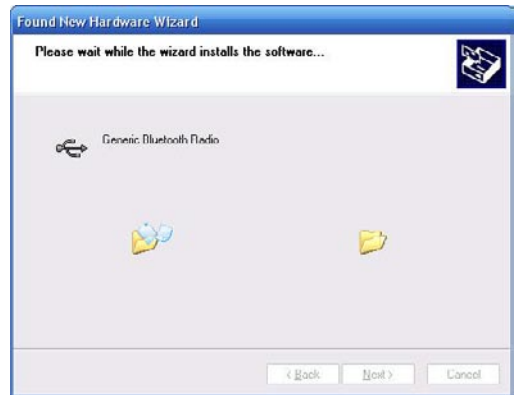 Found New Hardware Wizard
Please wait while the wizard installs the software...
Generic Bluetooth Radio
< Back
Next >
Cancel